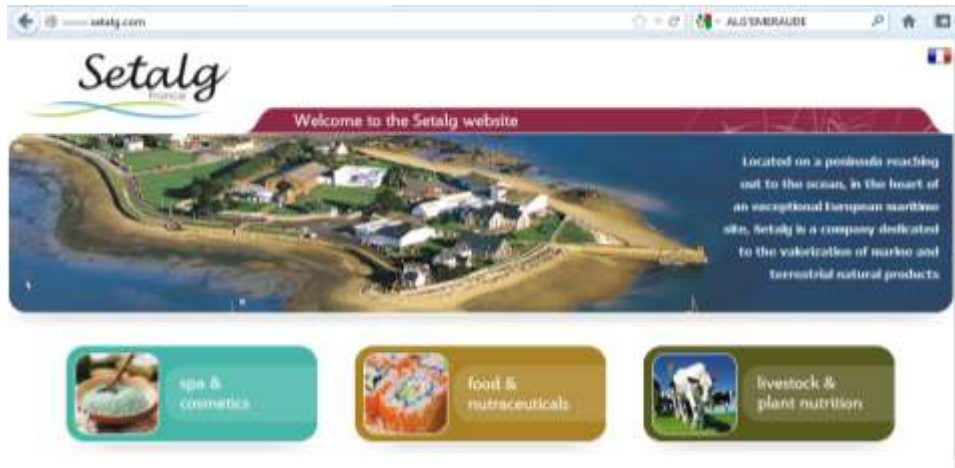 setalg.com
ALG'EMERAUDE
Setalg
france
Welcome to the Setalg website
Located on a peninsula reaching
out to the ocean, in the heart of
an exceptional European maritime
site, Setalg is a company dedicated
to the valorization of marine and
terrestrial natural products
spa &
cosmetics
food &
nutraceuticals
livestock &
plant nutrition